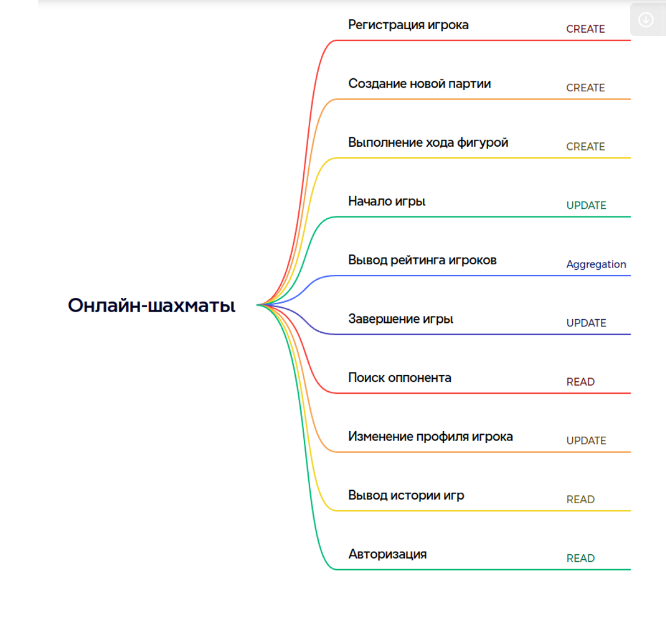 Регистрация игрока CREATE
Создание новой партии CREATE
Выполнение хода фигурой CREATE
Начало игры UPDATE
Вывод рейтинга игроков Aggregation
Онлайн-шахматы
Завершение игры UPDATE
Поиск оппонента READ
Изменение профиля игрока UPDATE
Вывод истории игр READ
Авторизация READ